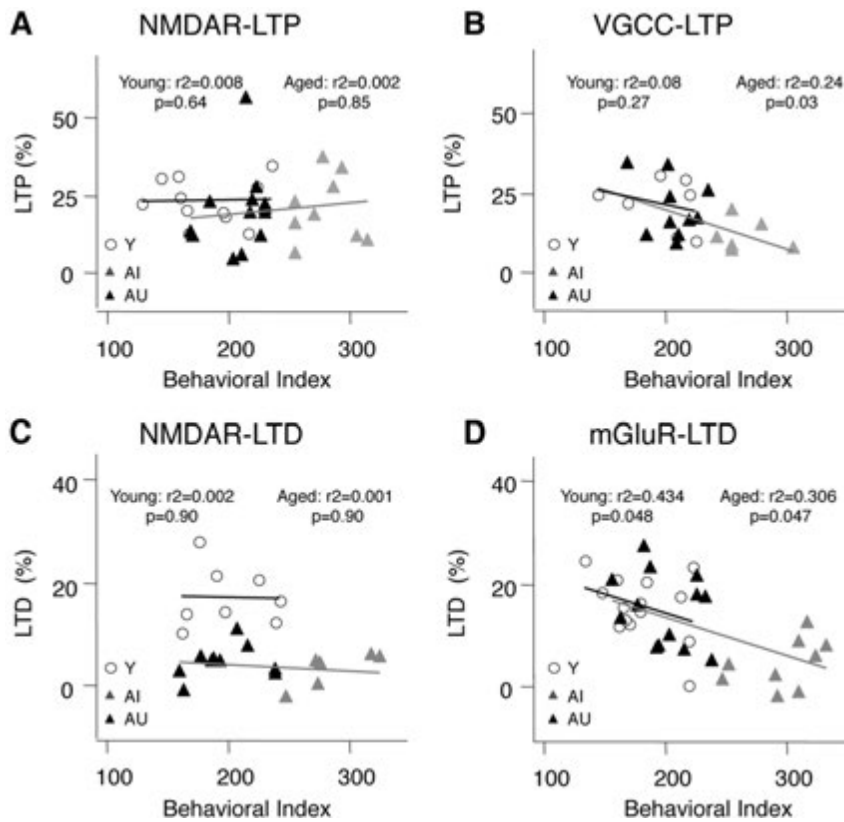 A NMDAR-LTP
Young: r2=0.008 Aged: r2=0.002
p=0.64 p=0.85
LTP (%)
50
25
0
Y
AI
AU
100 200 300
Behavioral Index
B VGCC-LTP
Young: r2=0.08 Aged: r2=0.24
p=0.27 p=0.03
LTP (%)
50
25
0
Y
AI
AU
100 200 300
Behavioral Index
C NMDAR-LTD
Young: r2=0.002 Aged: r2=0.001
p=0.90 p=0.90
LTD (%)
40
20
0
Y
AI
AU
100 200 300
Behavioral Index
D mGluR-LTD
Young: r2=0.434 Aged: r2=0.306
p=0.048 p=0.047
LTD (%)
40
20
0
Y
AI
AU
100 200 300
Behavioral Index